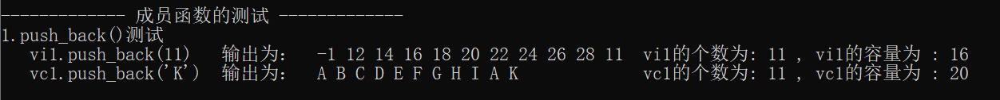 ------------- 成员函数的测试 -------------
1.push_back()测试
vi1.push_back(11) 输出为: -1 12 14 16 18 20 22 24 26 28 11 vi1的个数为: 11 , vi1的容量为 : 16
vc1.push_back('K') 输出为: A B C D E F G H I A K vc1的个数为: 11 , vc1的容量为 : 20